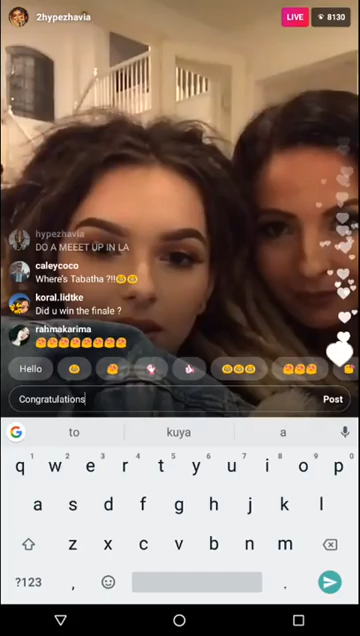 2hypezhavia
LIVE
8130
hypezhavia
DO A MEEET UP IN LA
caleycoco
Where's Tabatha ?!!
koral.lidtke
Did u win the finale ?
rahmakarima
Hello
Congratulations
Post
G to kuya a
1 2 3 4 5 6 7 8 9 0
q w e r t y u i o p
a s d f g h j k l
z x c v b n m
?123 , .